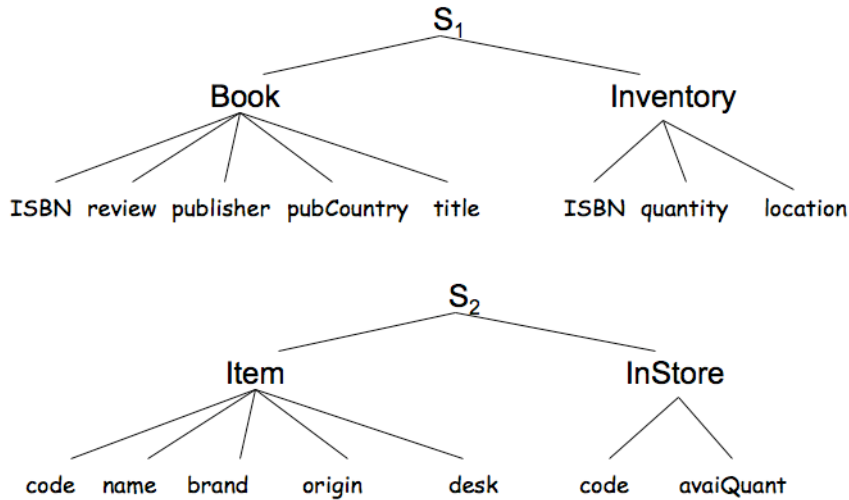 S₁
Book Inventory
ISBN review publisher pubCountry title ISBN quantity location
S₂
Item InStore
code name brand origin desk code avaiQuant